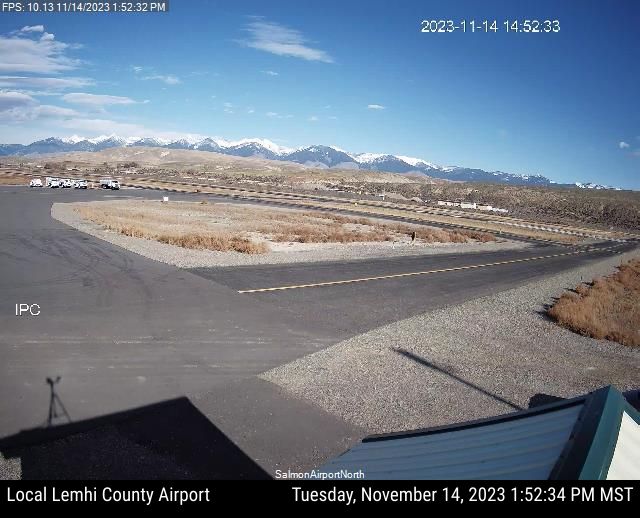 FPS: 10.13 11/14/2023 1:52:32 PM
2023-11-14 14:52:33
IPC
SalmonAirportNorth
Local Lemhi County Airport Tuesday, November 14, 2023 1:52:34 PM MST